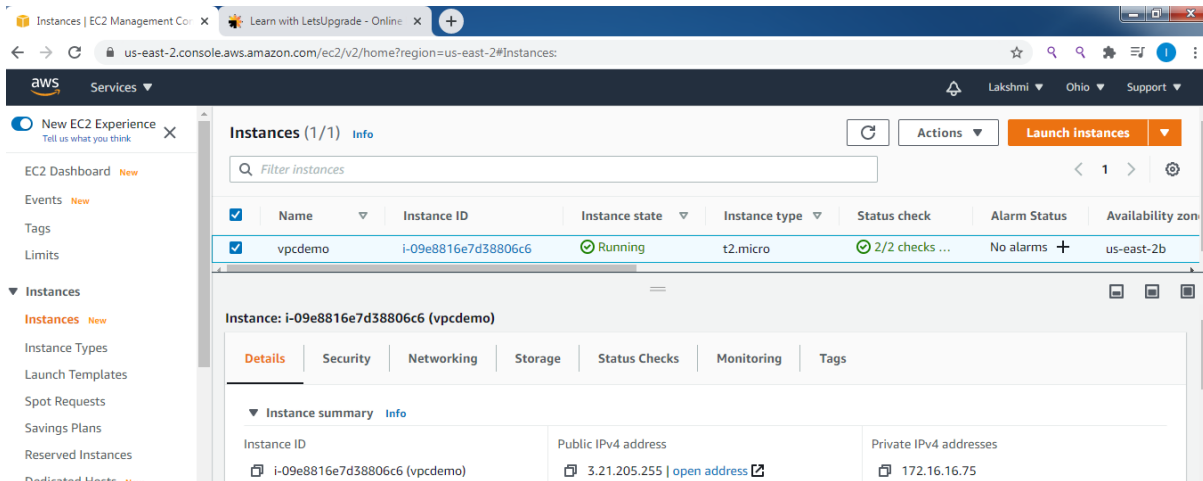 Instances | EC2 Management Con
Learn with LetsUpgrade - Online
us-east-2.console.aws.amazon.com/ec2/v2/home?region=us-east-2#Instances:
aws Services Lakshmi Ohio Support
New EC2 Experience
Tell us what you think
EC2 Dashboard New
Events New
Tags
Limits
Instances
Instances New
Instance Types
Launch Templates
Spot Requests
Savings Plans
Reserved Instances
Dedicated Hosts New
Instances (1/1) Info
Actions Launch instances
Filter instances
1
Name Instance ID Instance state Instance type Status check Alarm Status Availability zone
vpcdemo i-09e8816e7d38806c6 Running t2.micro 2/2 checks ... No alarms + us-east-2b
Instance: i-09e8816e7d38806c6 (vpcdemo)
Details Security Networking Storage Status Checks Monitoring Tags
Instance summary Info
Instance ID Public IPv4 address Private IPv4 addresses
i-09e8816e7d38806c6 (vpcdemo) 3.21.205.255 | open address 172.16.16.75